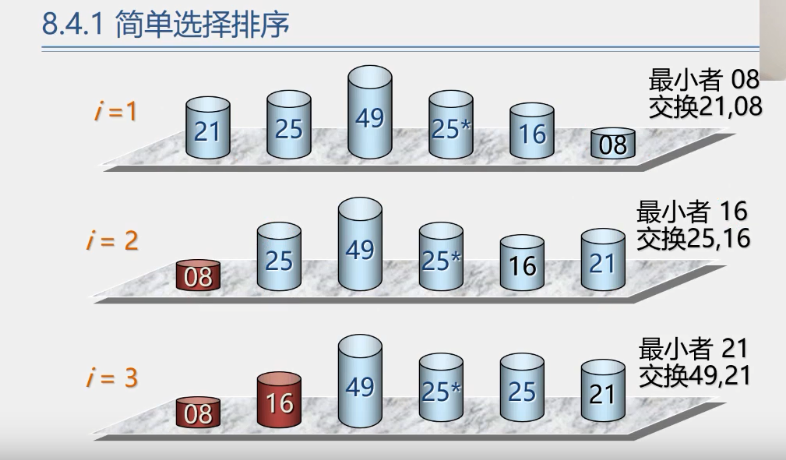 8.4.1 简单选择排序
最小者 08
交换21,08
i =1
21 25 49 25* 16 08
最小者 16
交换25,16
i = 2
08 25 49 25* 16 21
最小者 21
交换49,21
i = 3
08 16 49 25* 25 21